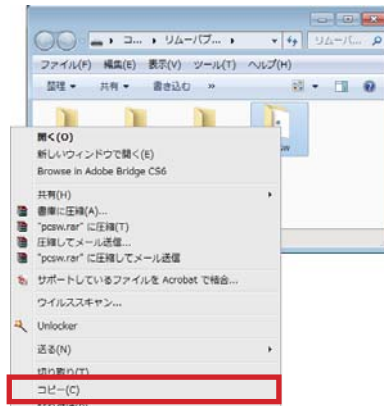 コ... リムーバブ...
リムーバ...
ファイル(F) 編集(E) 表示(V) ツール(T) ヘルプ(H)
整理 共有 書き込む »
開く(O)
新しいウィンドウで開く(E)
Browse in Adobe Bridge CS6
共有(H)
書庫に圧縮(A)...
"pcsw.rar" に圧縮(T)
圧縮してメール送信...
"pcsw.rar" に圧縮してメール送信
サポートしているファイルを Acrobat で結合...
ウイルススキャン...
Unlocker
送る(N)
切り取り(T)
コピー(C)